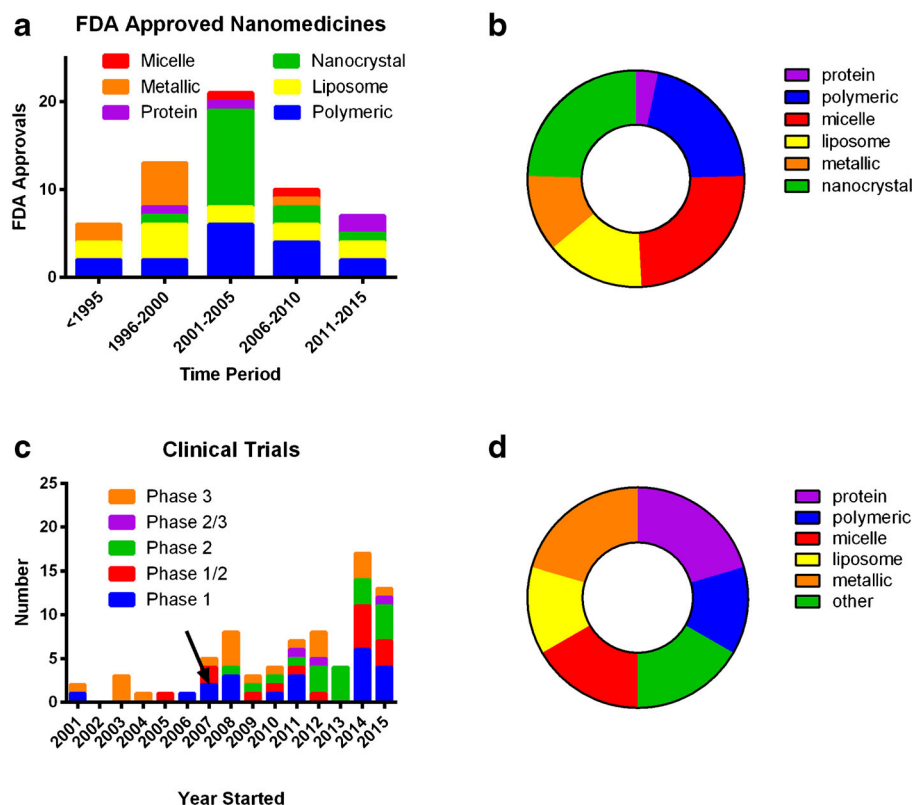 a
FDA Approved Nanomedicines
Micelle
Metallic
Protein
Nanocrystal
Liposome
Polymeric
FDA Approvals
20
10
0
<1995
1996-2000
2001-2005
2006-2010
2011-2015
Time Period
b
protein
polymeric
micelle
liposome
metallic
nanocrystal
c
Clinical Trials
Phase 3
Phase 2/3
Phase 2
Phase 1/2
Phase 1
Number
25
20
15
10
5
0
2001
2002
2003
2004
2005
2006
2007
2008
2009
2010
2011
2012
2013
2014
2015
Year Started
d
protein
polymeric
micelle
liposome
metallic
other